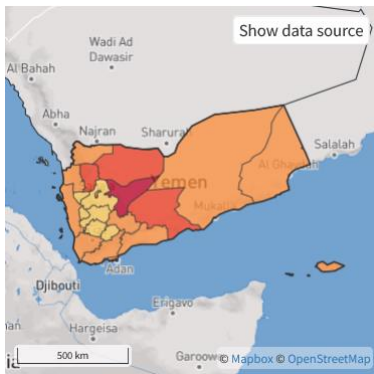 Show data source
Wadi Ad
Dawasir
Al Bahah
Abha
Najran
Sharurah
Salalah
Al Ghaydah
Yemen
Mukalla
Adan
Djibouti
Erigavo
Hargeisa
500 km
Garoowe
© Mapbox © OpenStreetMap